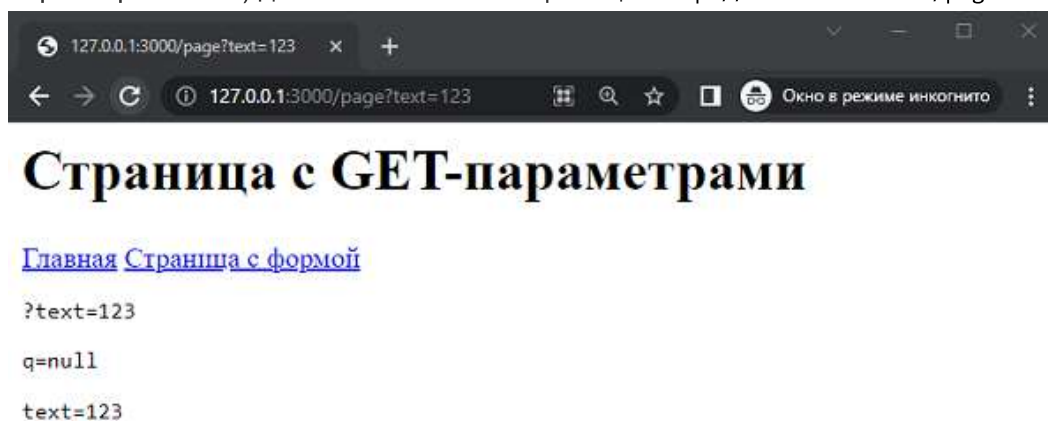 127.0.0.1:3000/page?text=123
127.0.0.1:3000/page?text=123 Окно в режиме инкогнито
Страница с GET-параметрами
Главная Страница с формой
?text=123
q=null
text=123